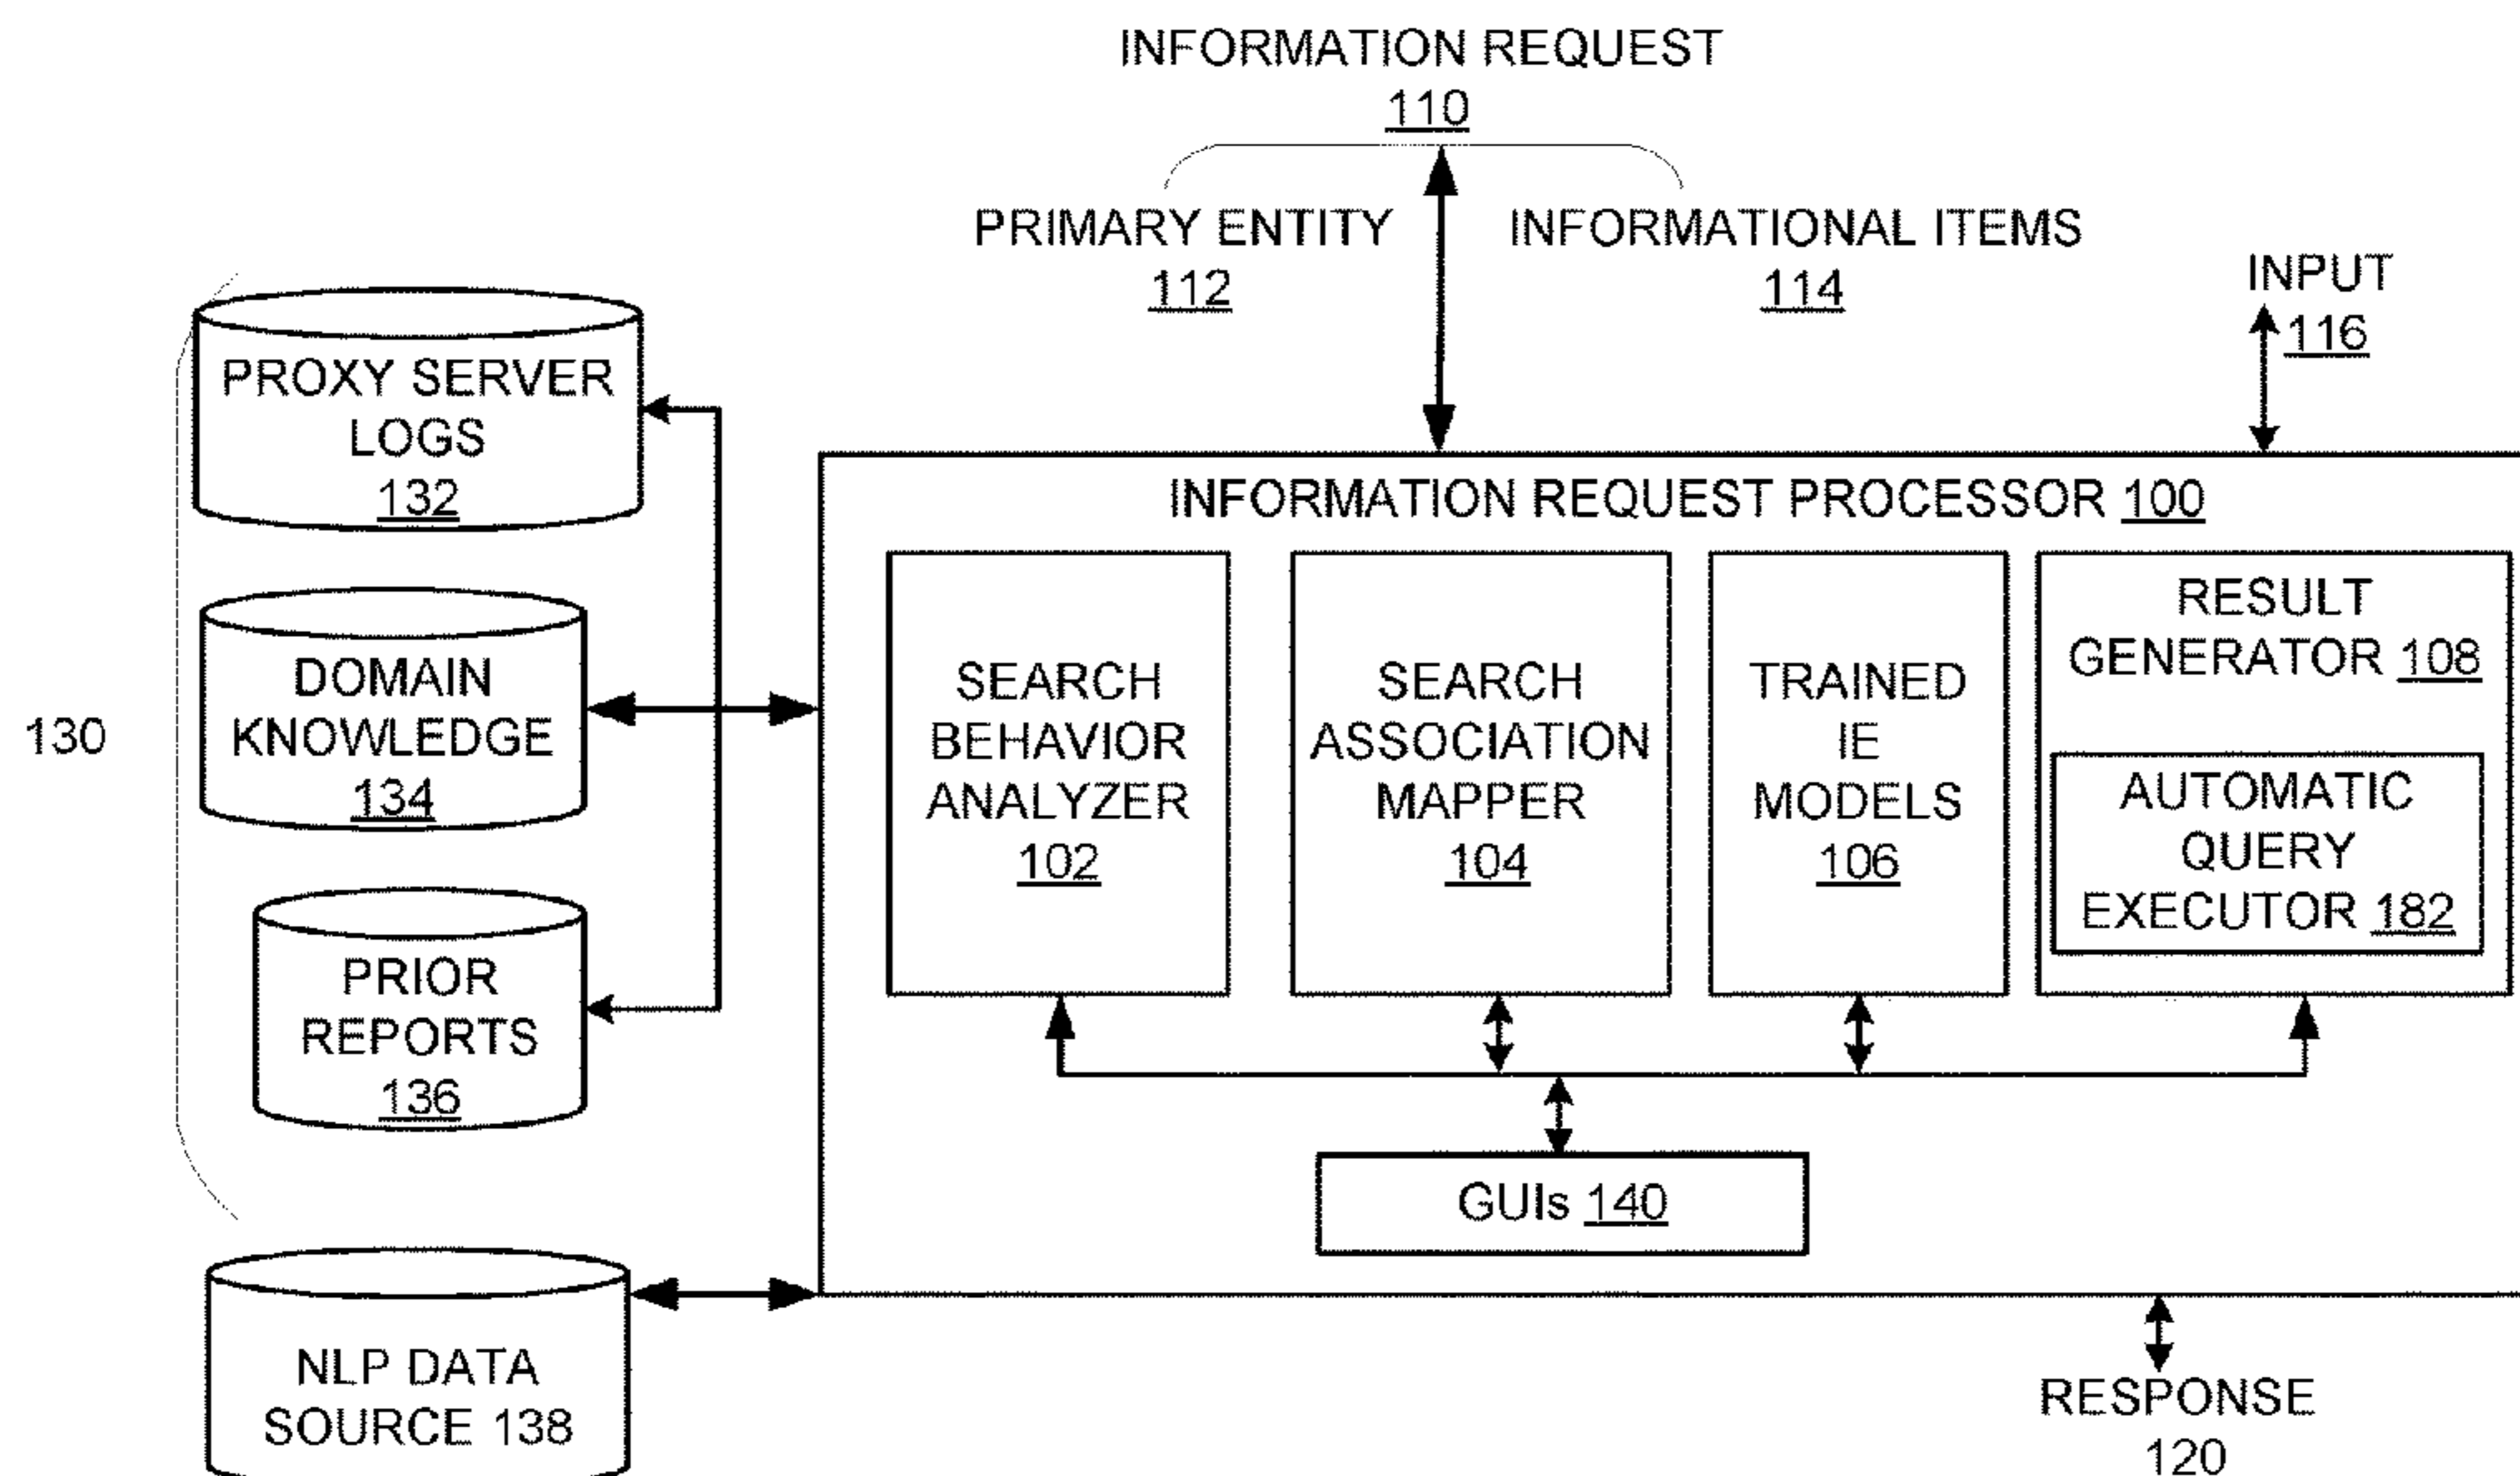 INFORMATION REQUEST
110
PRIMARY ENTITY
112
INFORMATIONAL ITEMS
114
INPUT
116
130
PROXY SERVER
LOGS
132
DOMAIN
KNOWLEDGE
134
PRIOR
REPORTS
136
NLP DATA
SOURCE 138
INFORMATION REQUEST PROCESSOR 100
SEARCH
BEHAVIOR
ANALYZER
102
SEARCH
ASSOCIATION
MAPPER
104
TRAINED
IE
MODELS
106
RESULT
GENERATOR 108
AUTOMATIC
QUERY
EXECUTOR 182
GUIs 140
RESPONSE
120